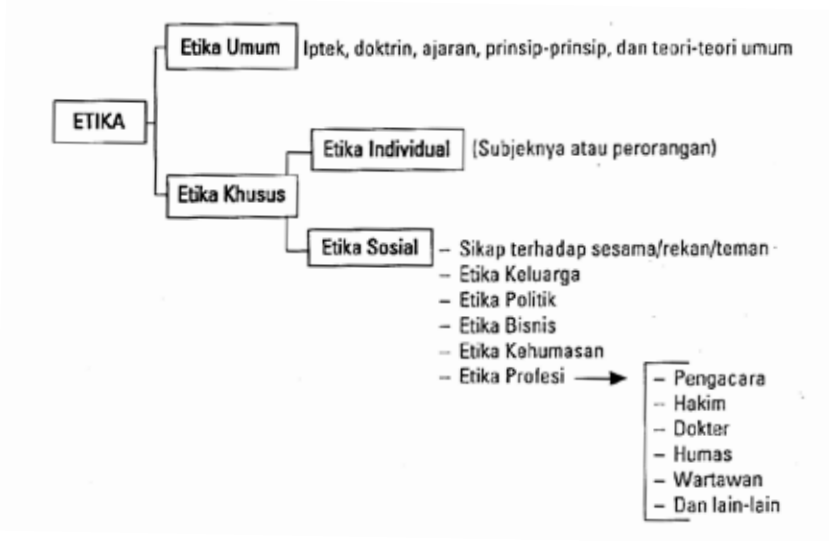 Etika Umum Iptek, doktrin, ajaran, prinsip-prinsip, dan teori-teori umum
ETIKA
Etika Individual (Subjeknya atau perorangan)
Etika Khusus
Etika Sosial – Sikap terhadap sesama/rekan/teman
– Etika Keluarga
– Etika Politik
– Etika Bisnis
– Etika Kehumasan
– Etika Profesi
– Pengacara
– Hakim
– Dokter
– Humas
– Wartawan
– Dan lain-lain